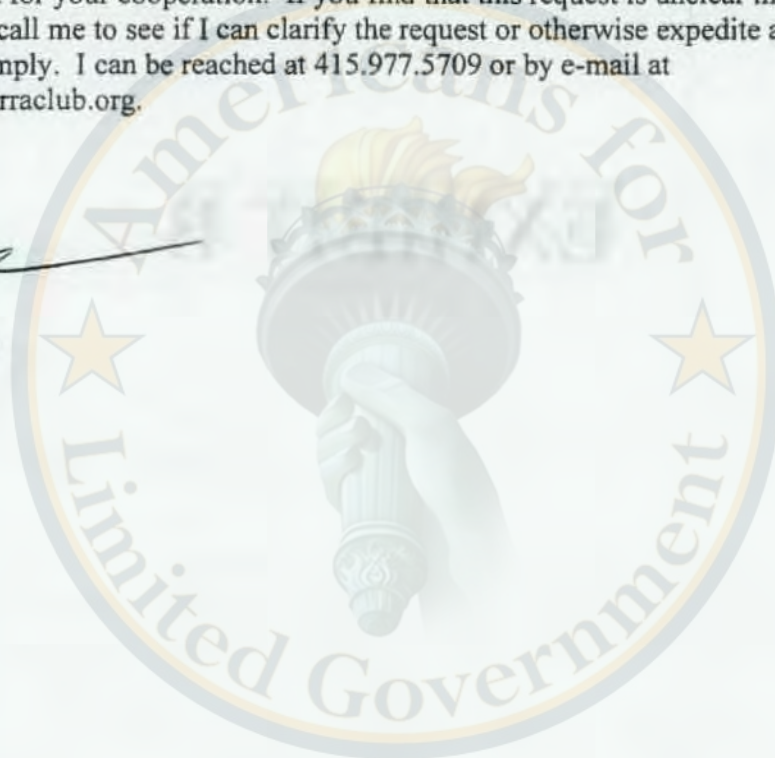 for your cooperation. If you find that this request is unclear
call me to see if I can clarify the request or otherwise expedite a
mply. I can be reached at 415.977.5709 or by e-mail at
rraclub.org.
Americans for
Limited Government